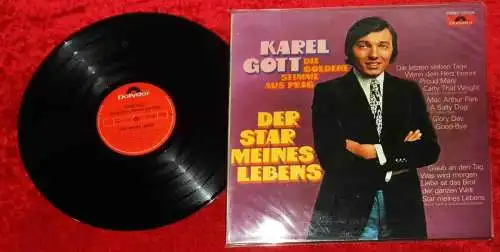 Polydor
KAREL
GOTT
DIE
GOLDENE
STIMME
AUS PRAG
DER
STAR
MEINES
LEBENS
Polydor
STEREO
Die letzten sieben Tage
Wenn dein Herz brennt
Proud Mary
Carry That Weight
Mac Arthur Park
A Salty Dog
Glory Day
Good-Bye
Glaub an den Tag
Was wird morgen
Liebe ist das Brot
der ganzen Welt
Star meines Lebens